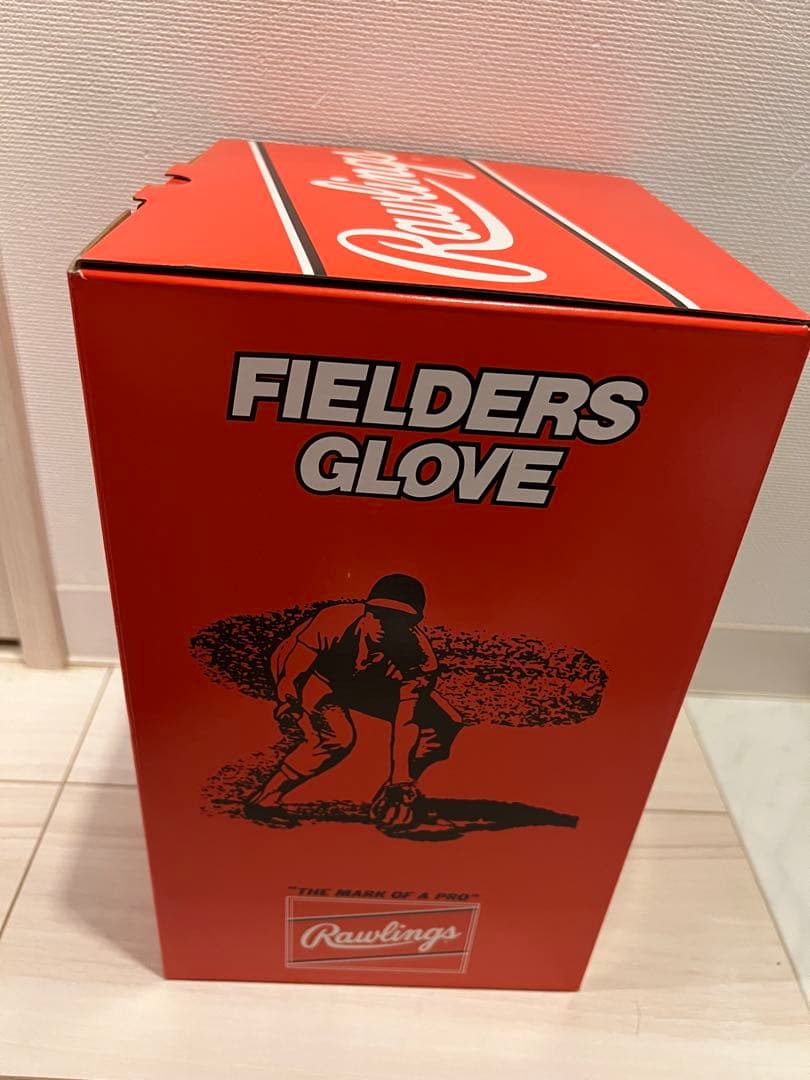 Rawlings
FIELDERS
GLOVE
"THE MARK OF A PRO"
Rawlings